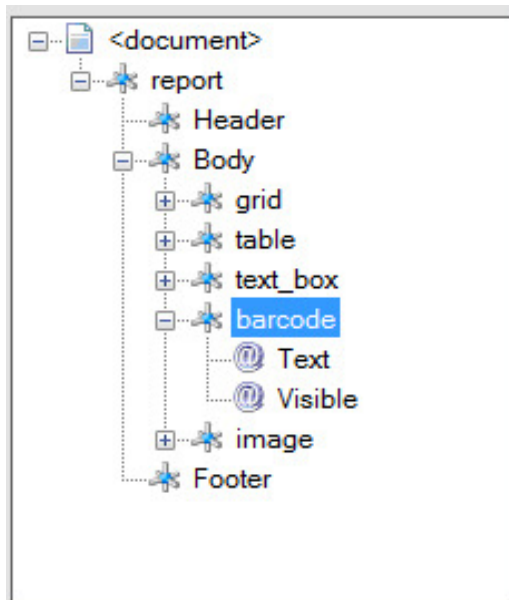 <document>
report
Header
Body
grid
table
text_box
barcode
Text
Visible
image
Footer